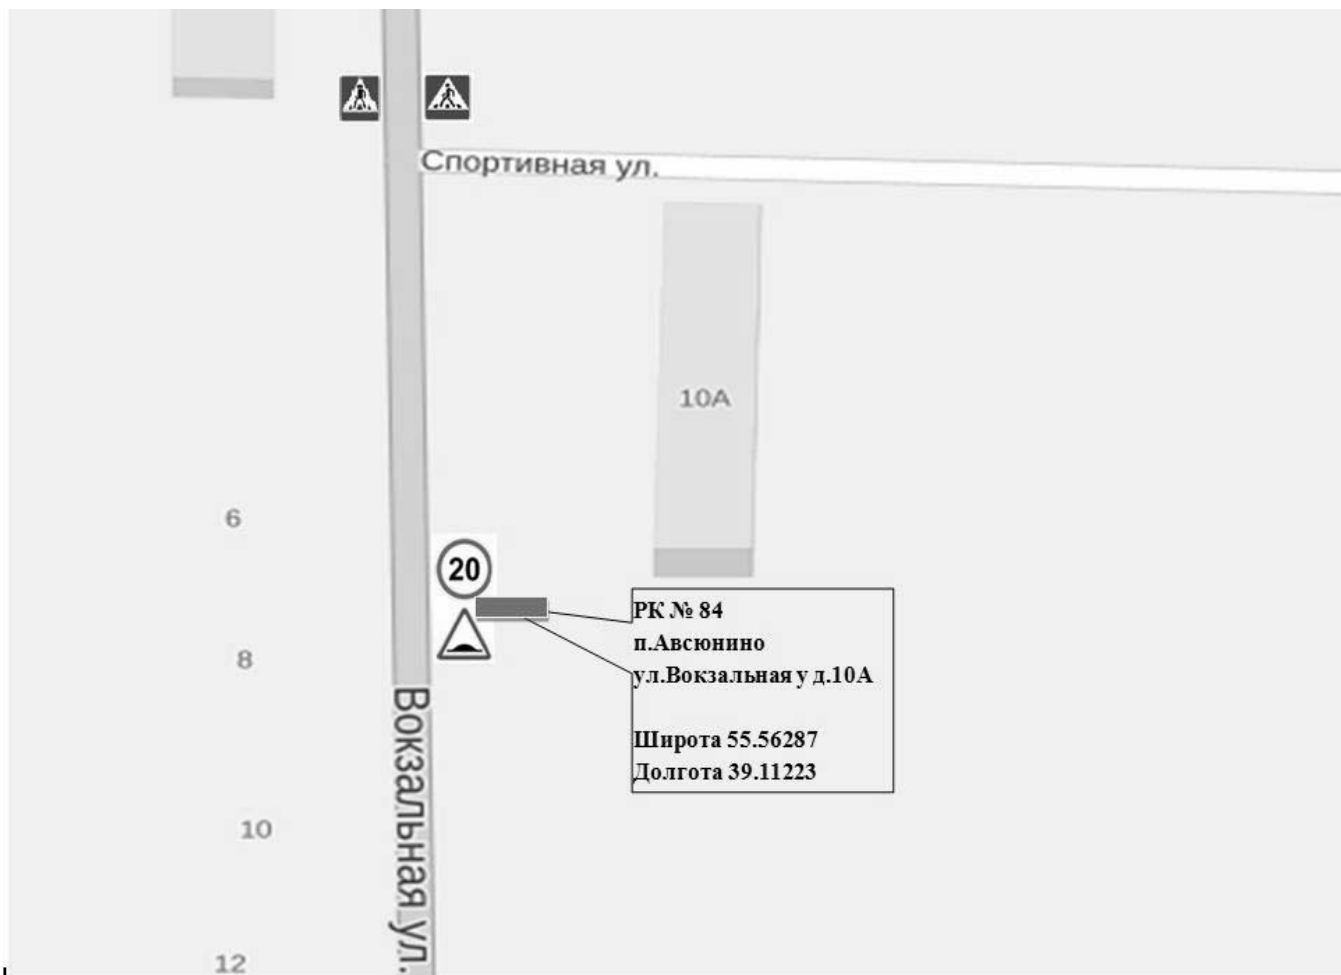 Спортивная ул.
10А
6
20
РК № 84
п.Авсюнино
ул.Вокзальная у д.10А
8
Широта 55.56287
Долгота 39.11223
Вокзальная ул.
10
12